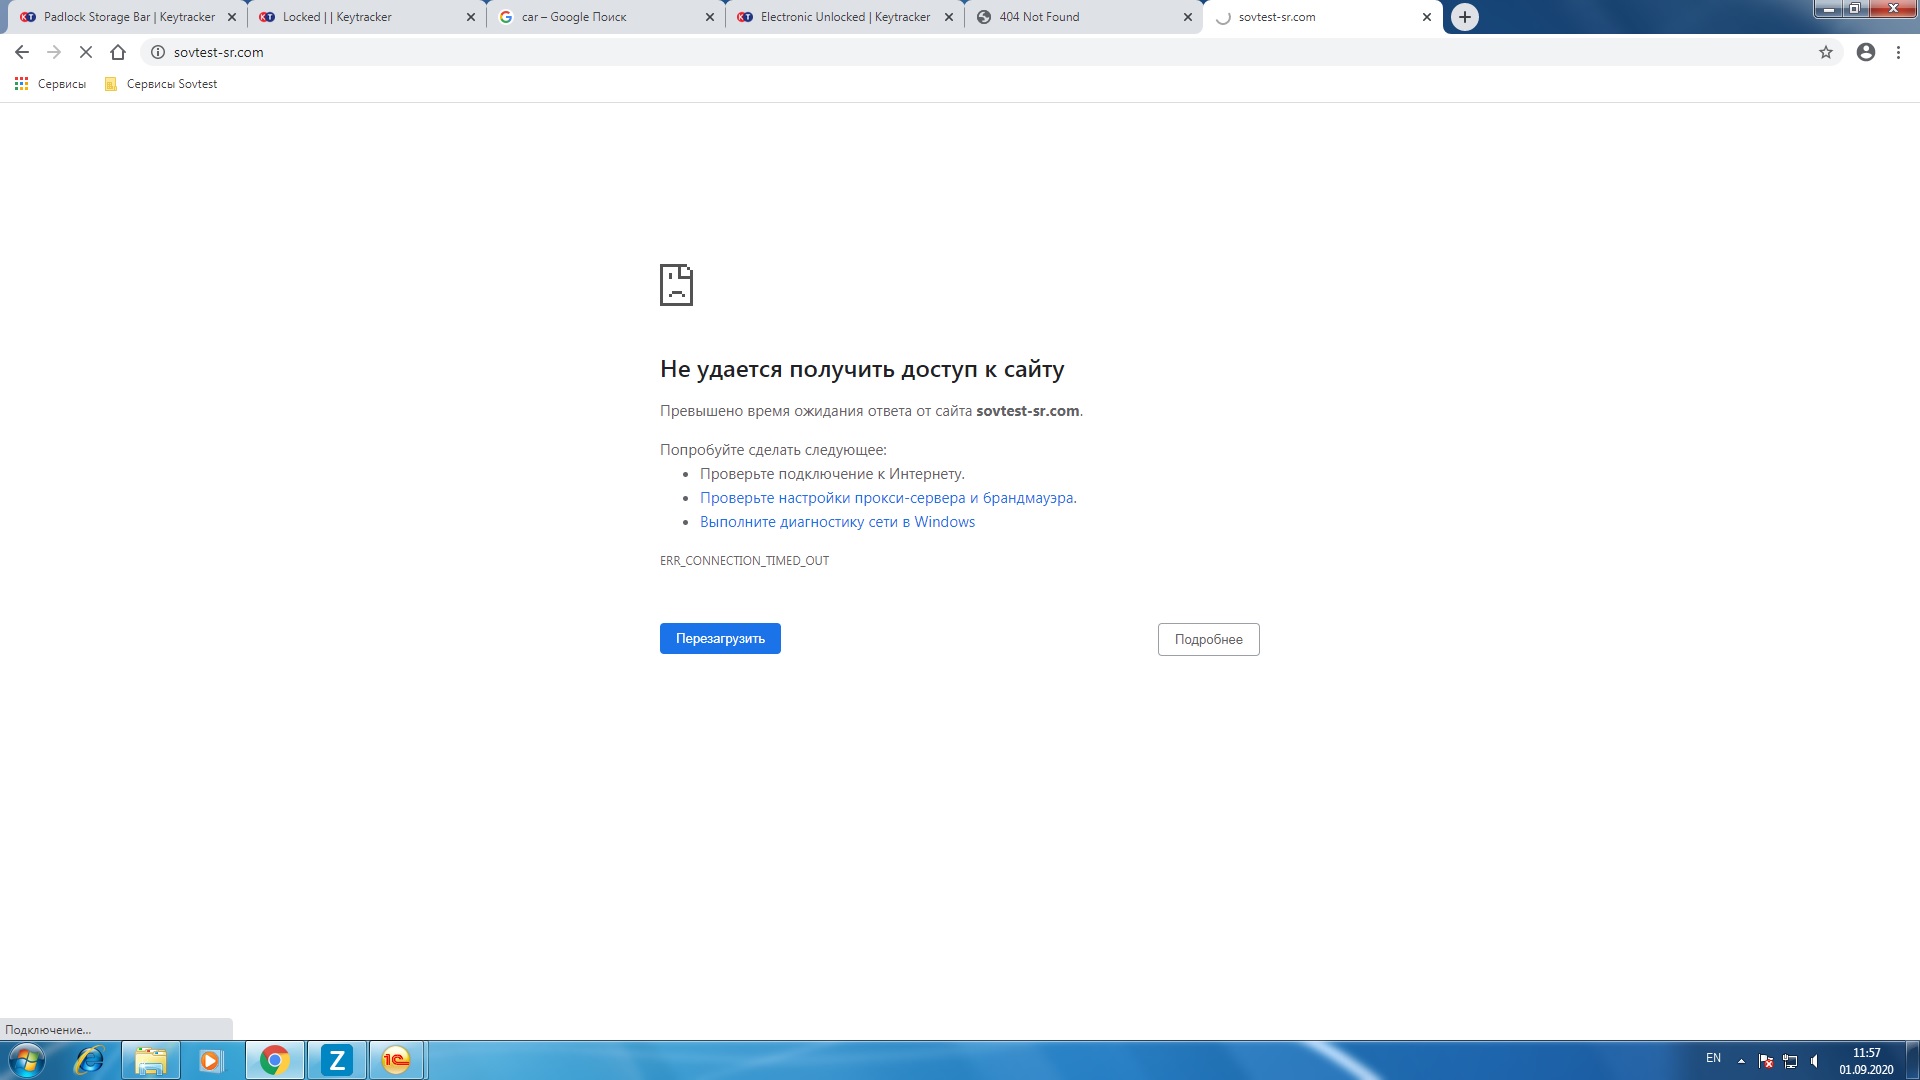 Padlock Storage Bar | Keytracker
Locked | | Keytracker
car – Google Поиск
Electronic Unlocked | Keytracker
404 Not Found
sovtest-sr.com
sovtest-sr.com
Сервисы
Сервисы Sovtest
Не удается получить доступ к сайту
Превышено время ожидания ответа от сайта sovtest-sr.com.
Попробуйте сделать следующее:
Проверьте подключение к Интернету.
Проверьте настройки прокси-сервера и брандмауэра.
Выполните диагностику сети в Windows
ERR_CONNECTION_TIMED_OUT
Перезагрузить
Подробнее
Подключение...
Z
1C
EN
11:57
01.09.2020